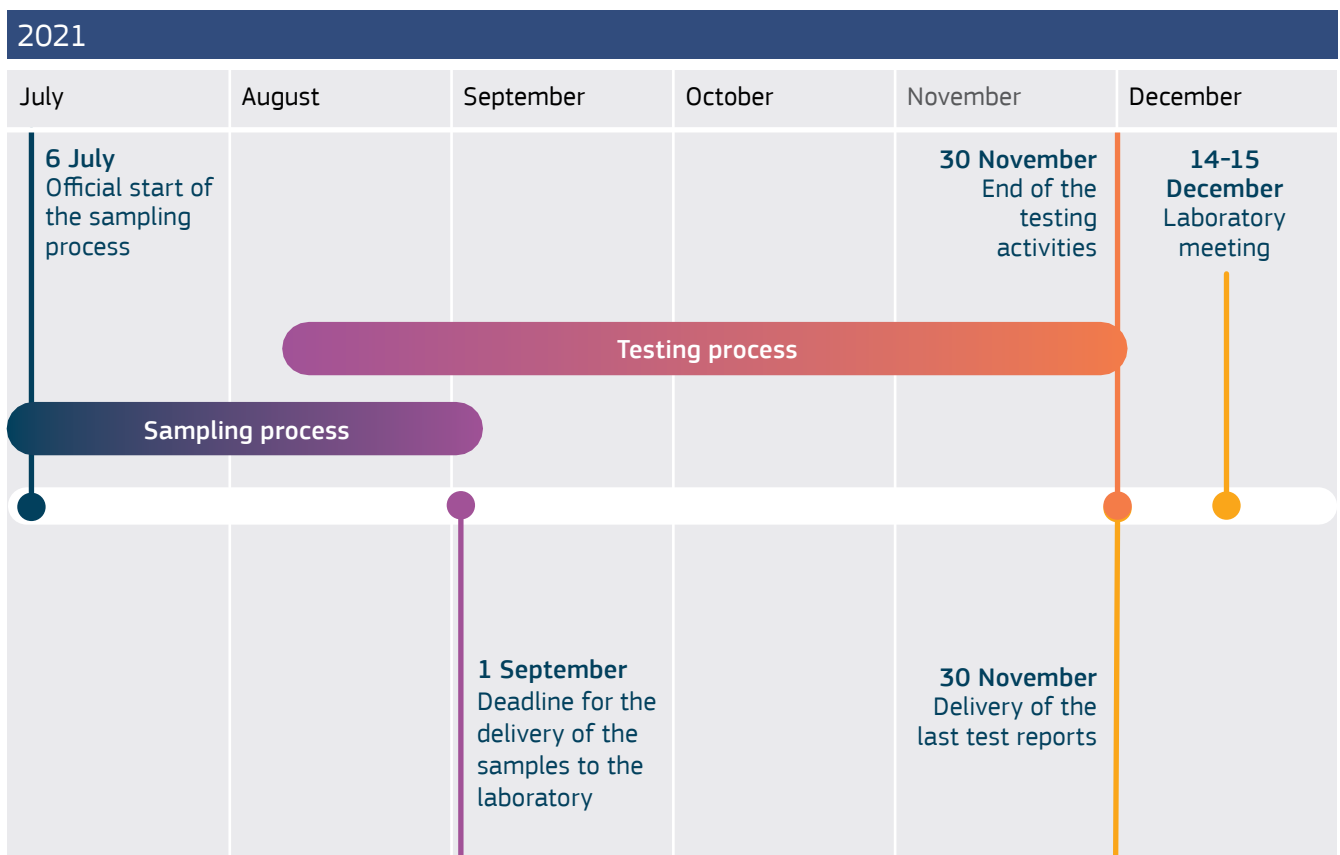 2021
July
August
September
October
November
December
6 July
Official start of
the sampling
process
30 November
End of the
testing
activities
14-15
December
Laboratory
meeting
Testing process
Sampling process
1 September
Deadline for the
delivery of the
samples to the
laboratory
30 November
Delivery of the
last test reports